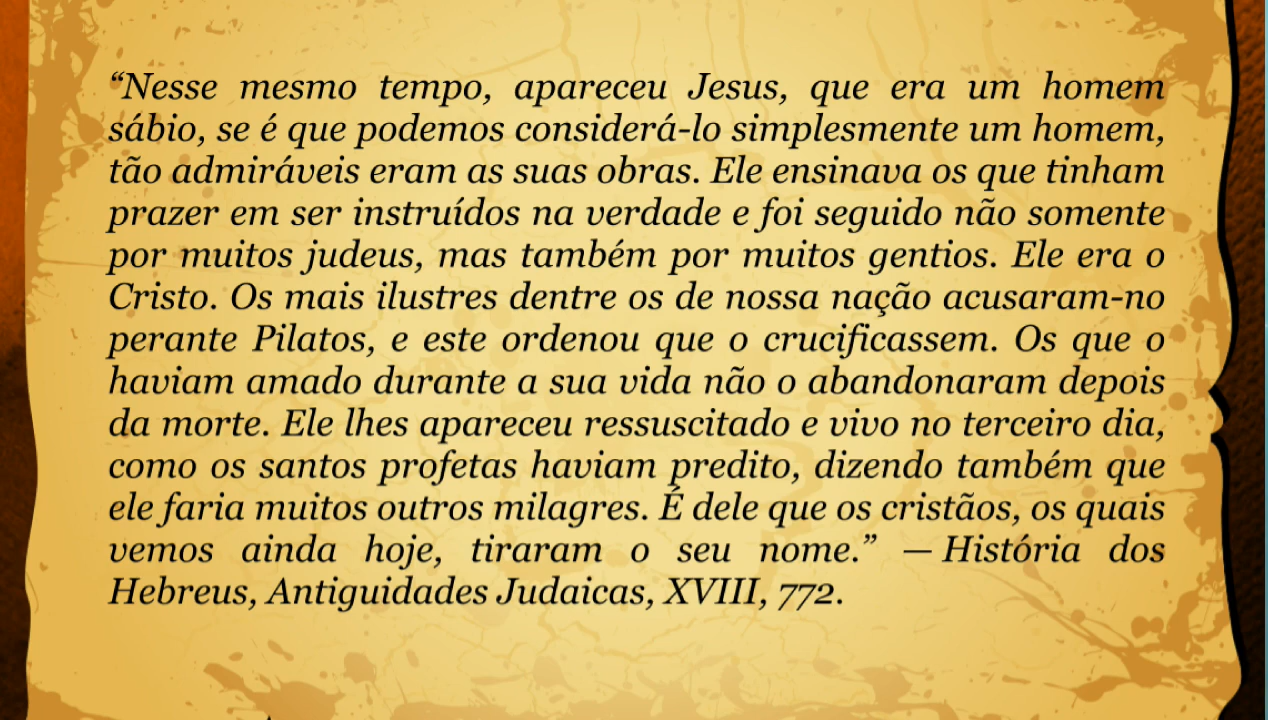 “Nesse mesmo tempo, apareceu Jesus, que era um homem
sábio, se é que podemos considerá-lo simplesmente um homem,
tão admiráveis eram as suas obras. Ele ensinava os que tinham
prazer em ser instruídos na verdade e foi seguido não somente
por muitos judeus, mas também por muitos gentios. Ele era o
Cristo. Os mais ilustres dentre os de nossa nação acusaram-no
perante Pilatos, e este ordenou que o crucificassem. Os que o
haviam amado durante a sua vida não o abandonaram depois
da morte. Ele lhes apareceu ressuscitado e vivo no terceiro dia,
como os santos profetas haviam predito, dizendo também que
ele faria muitos outros milagres. É dele que os cristãos, os quais
vemos ainda hoje, tiraram o seu nome.” — História dos
Hebreus, Antiguidades Judaicas, XVIII, 772.